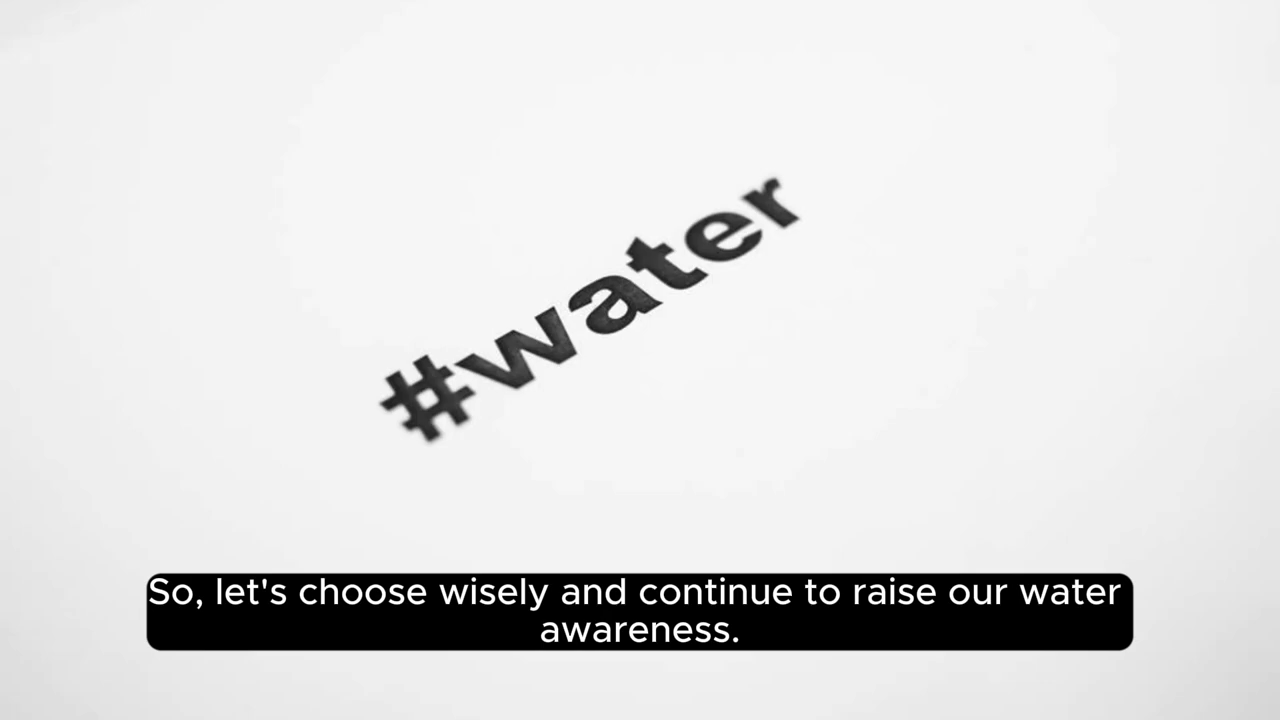 #water
So, let's choose wisely and continue to raise our water
awareness.